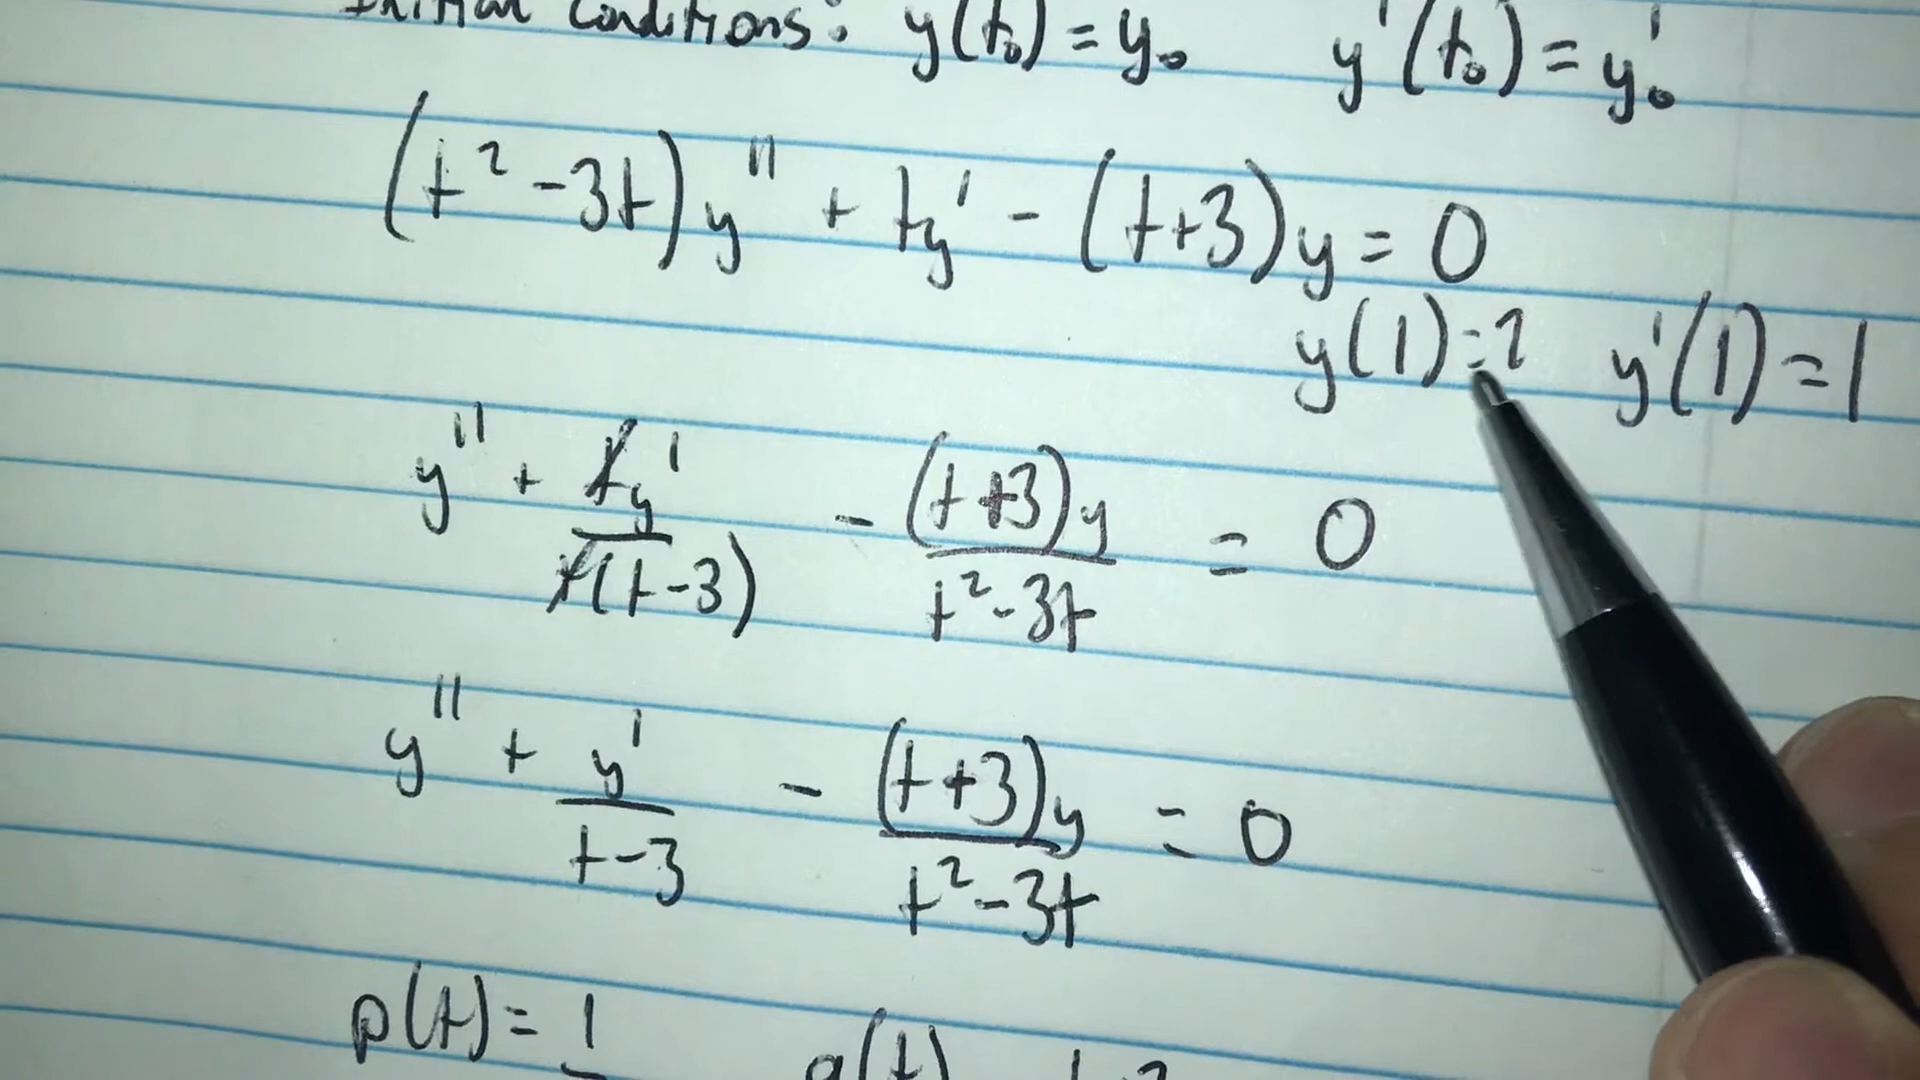 Initial Conditions: y(t₀) = y₀ y'(t₀) = y₀'
(t² - 3t)y'' + ty' - (t+3)y = 0
y(1) = 2 y'(1) = 1
y'' + ty'/t(t-3) - (t+3)y/t²-3t = 0
y'' + y'/t-3 - (t+3)y/t²-3t = 0
p(t) = 1 q(t)